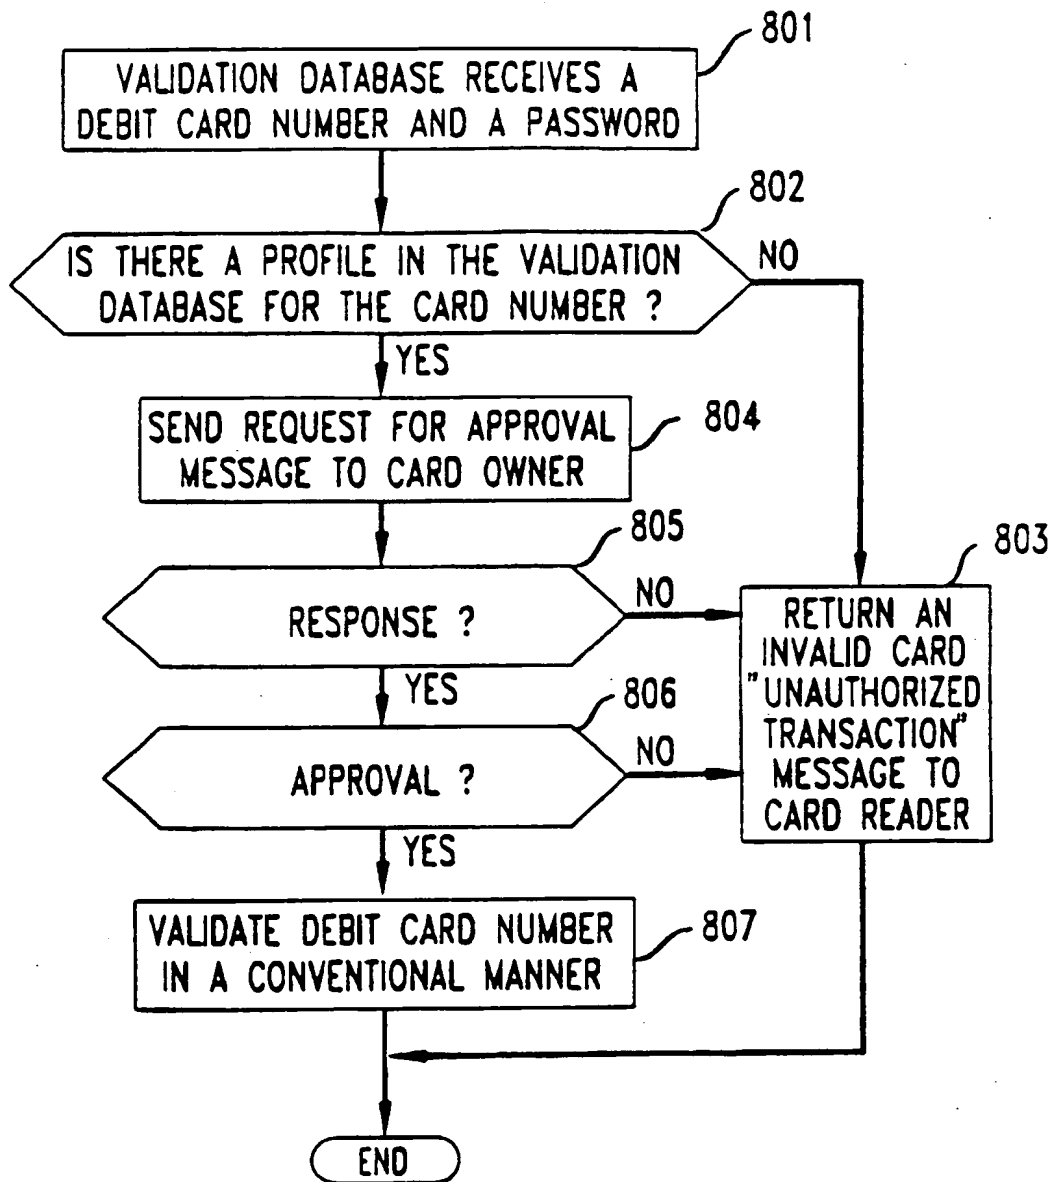 801
VALIDATION DATABASE RECEIVES A
DEBIT CARD NUMBER AND A PASSWORD
802
IS THERE A PROFILE IN THE VALIDATION
DATABASE FOR THE CARD NUMBER ?
NO
YES
SEND REQUEST FOR APPROVAL
MESSAGE TO CARD OWNER
804
805
RESPONSE ?
NO
803
RETURN AN
INVALID CARD
"UNAUTHORIZED
TRANSACTION"
MESSAGE TO
CARD READER
YES
806
APPROVAL ?
NO
YES
VALIDATE DEBIT CARD NUMBER
IN A CONVENTIONAL MANNER
807
END